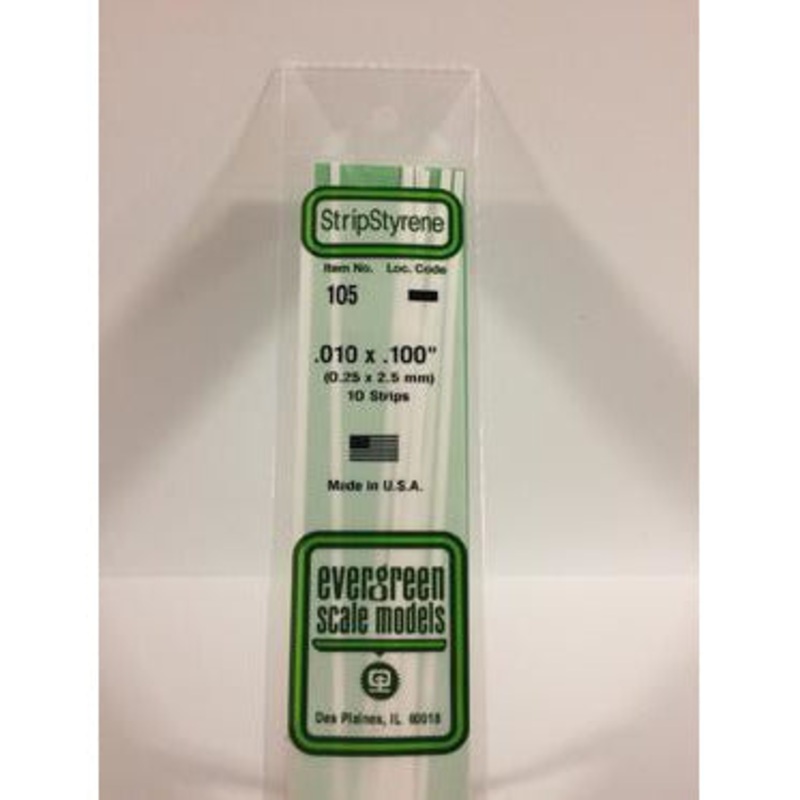 StripStyrene
Item No. Loc. Code
105
.010 x .100"
(0.25 x 2.5 mm)
10 Strips
Made in U.S.A.
evergreen
scale models
Des Plaines, IL 60018